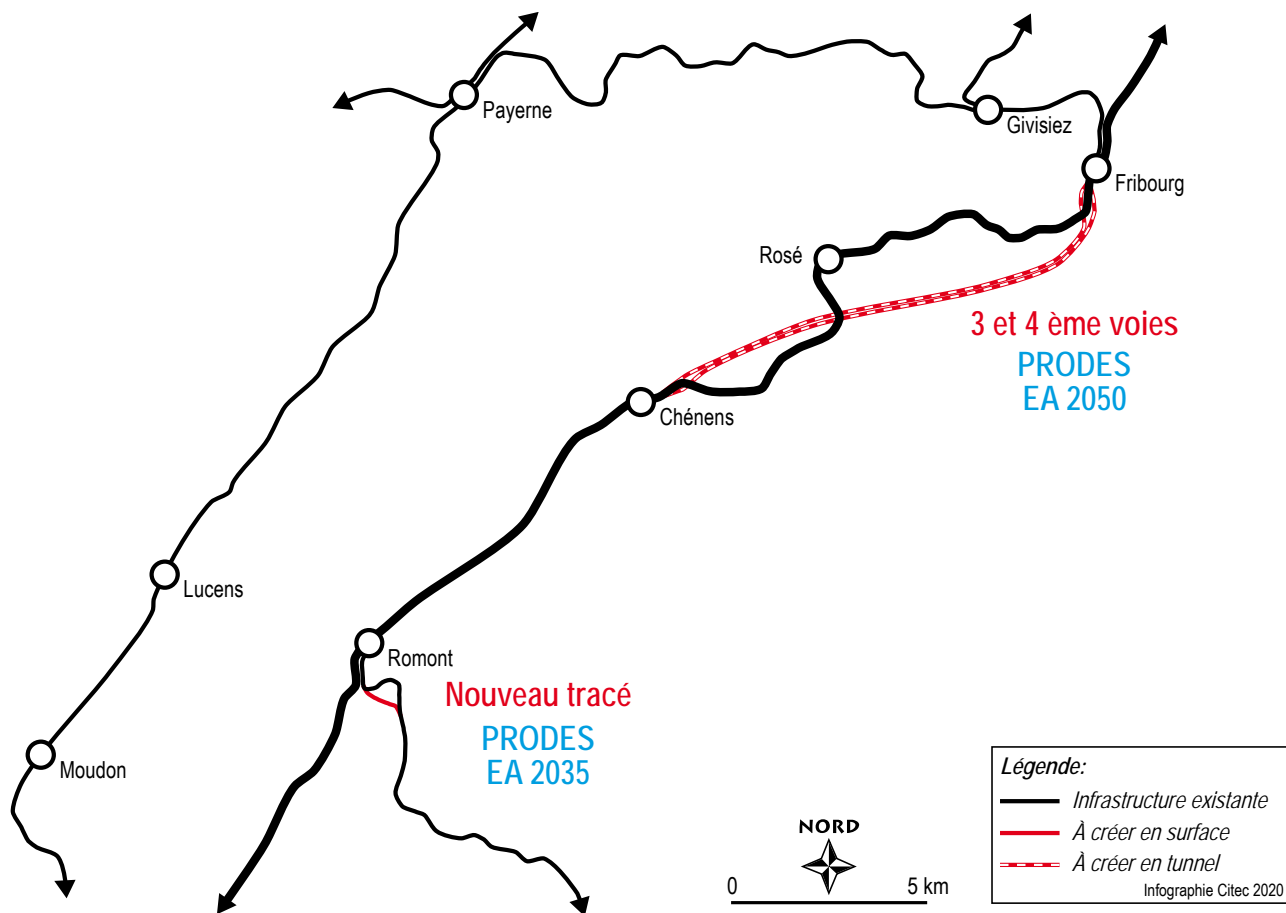 Payerne
Givisiez
Fribourg
Rosé
3 et 4 ème voies
PRODES
EA 2050
Chénens
Lucens
Romont
Nouveau tracé
PRODES
EA 2035
Moudon
Légende:
Infrastructure existante
À créer en surface
À créer en tunnel
NORD
0 5 km
Infographie Citec 2020